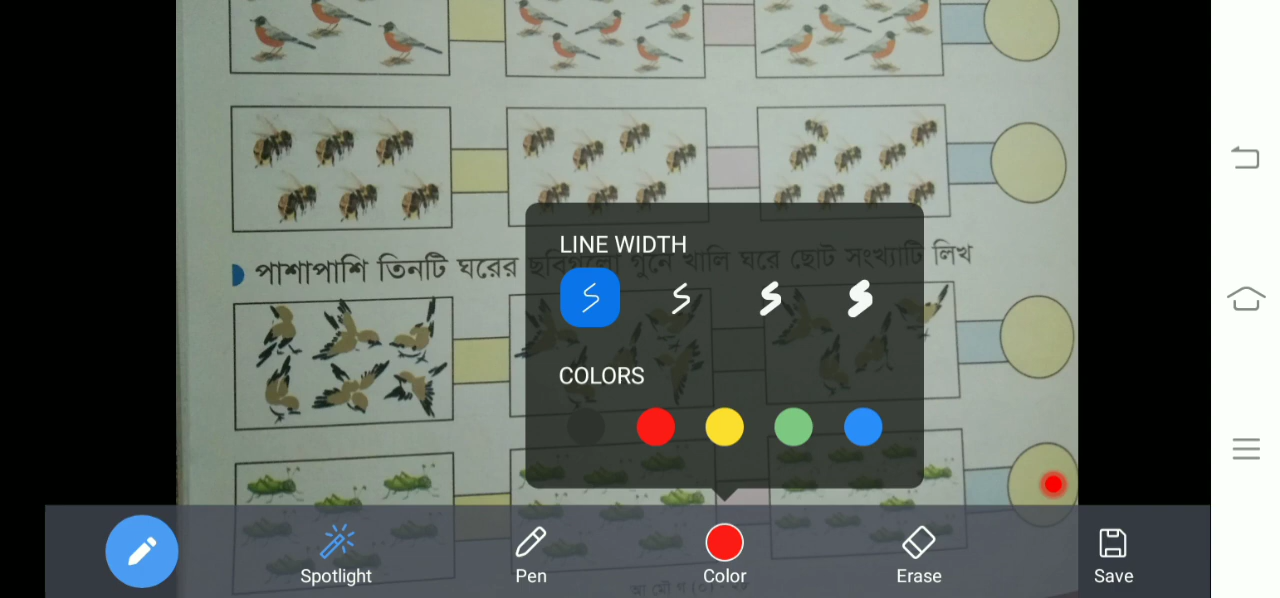 LINE WIDTH
পাশাপাশি তিনটি ঘরের ছবিগুলো গুনে খালি ঘরে ছোট সংখ্যাটি লিখ
COLORS
Spotlight
Pen
Color
Erase
Save